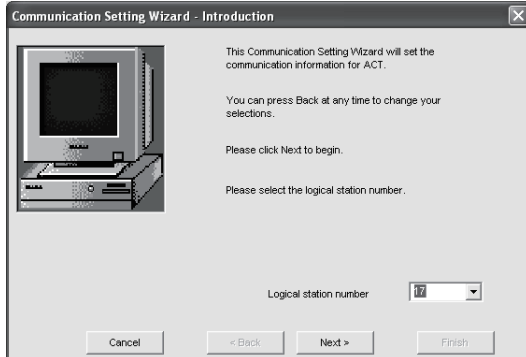 Communication Setting Wizard - Introduction
This Communication Setting Wizard will set the
communication information for ACT.
You can press Back at any time to change your
selections.
Please click Next to begin.
Please select the logical station number.
Logical station number
17
Cancel
< Back
Next >
Finish